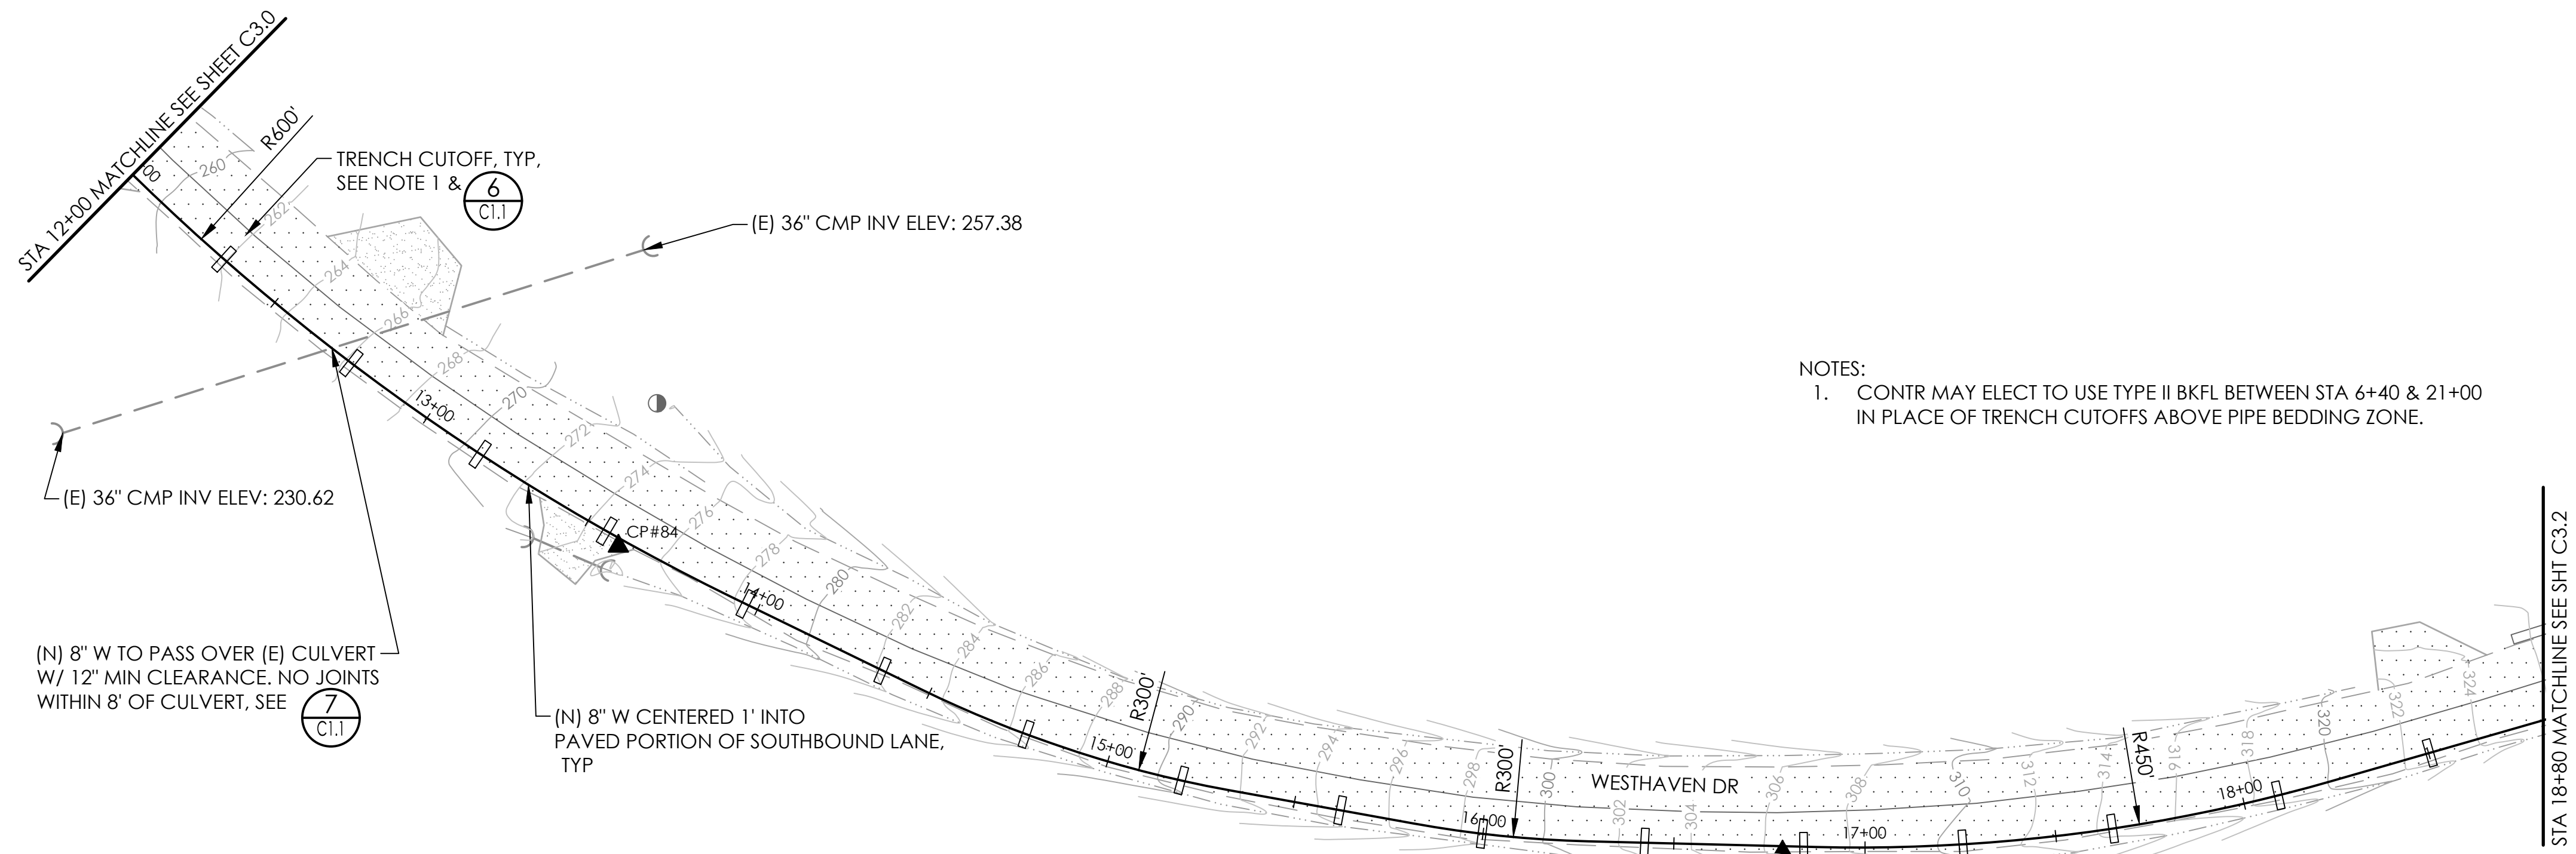 STA 12+00 MATCHLINE SEE SHEET C3.0
00
R600'
260
262
TRENCH CUTOFF, TYP,
SEE NOTE 1 &
6
C1.1
(E) 36" CMP INV ELEV: 257.38
264
266
268
270
272
274
276
278
280
282
284
286
288
290
292
294
296
298
300
302
304
306
308
310
312
314
316
318
320
322
324
13+00
(E) 36" CMP INV ELEV: 230.62
CP#84
14+00
(N) 8" W TO PASS OVER (E) CULVERT
W/ 12" MIN CLEARANCE. NO JOINTS
WITHIN 8' OF CULVERT, SEE
7
C1.1
(N) 8" W CENTERED 1' INTO
PAVED PORTION OF SOUTHBOUND LANE,
TYP
15+00
R300'
R300'
16+00
WESTHAVEN DR
17+00
R450'
18+00
NOTES:
1. CONTR MAY ELECT TO USE TYPE II BKFL BETWEEN STA 6+40 & 21+00
IN PLACE OF TRENCH CUTOFFS ABOVE PIPE BEDDING ZONE.
STA 18+80 MATCHLINE SEE SHT C3.2